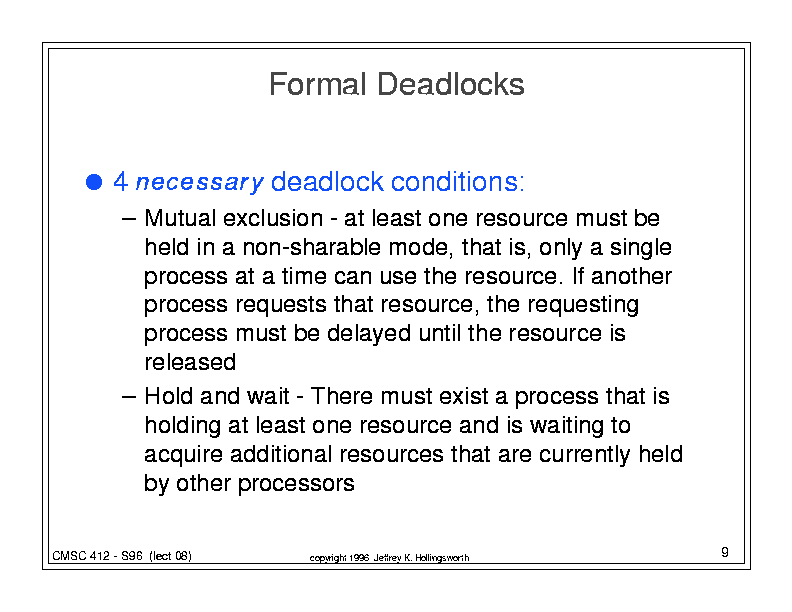 Formal Deadlocks
● 4 necessary deadlock conditions:
– Mutual exclusion - at least one resource must be
held in a non-sharable mode, that is, only a single
process at a time can use the resource. If another
process requests that resource, the requesting
process must be delayed until the resource is
released
– Hold and wait - There must exist a process that is
holding at least one resource and is waiting to
acquire additional resources that are currently held
by other processors
CMSC 412 - S96 (lect 08)
copyright 1996 Jeffrey K. Hollingsworth
9